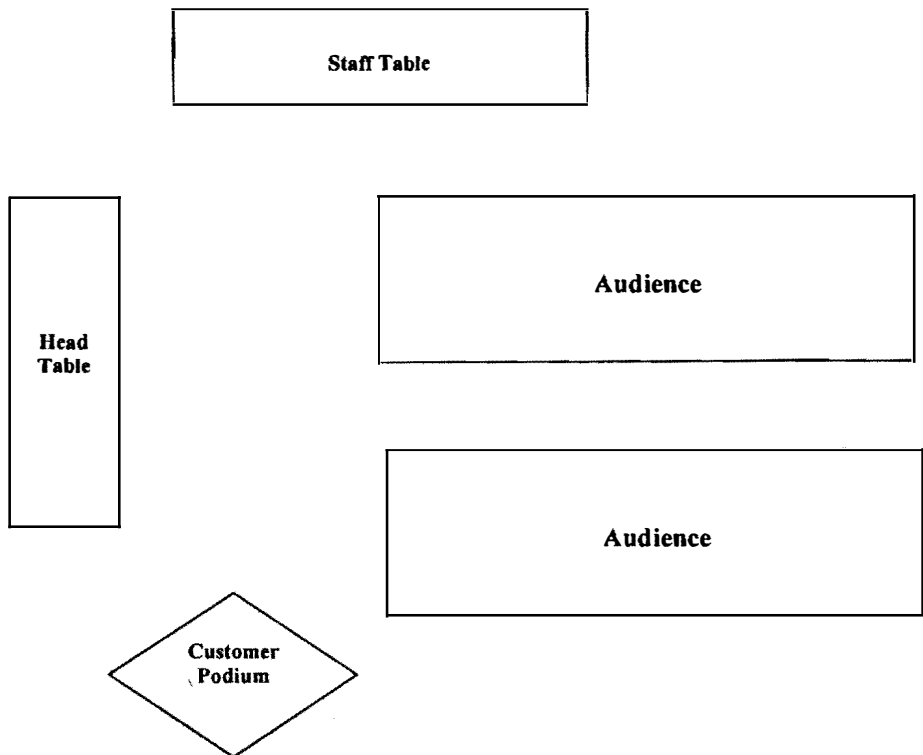 Staff Table
Audience
Head
Table
Audience
Customer
Podium